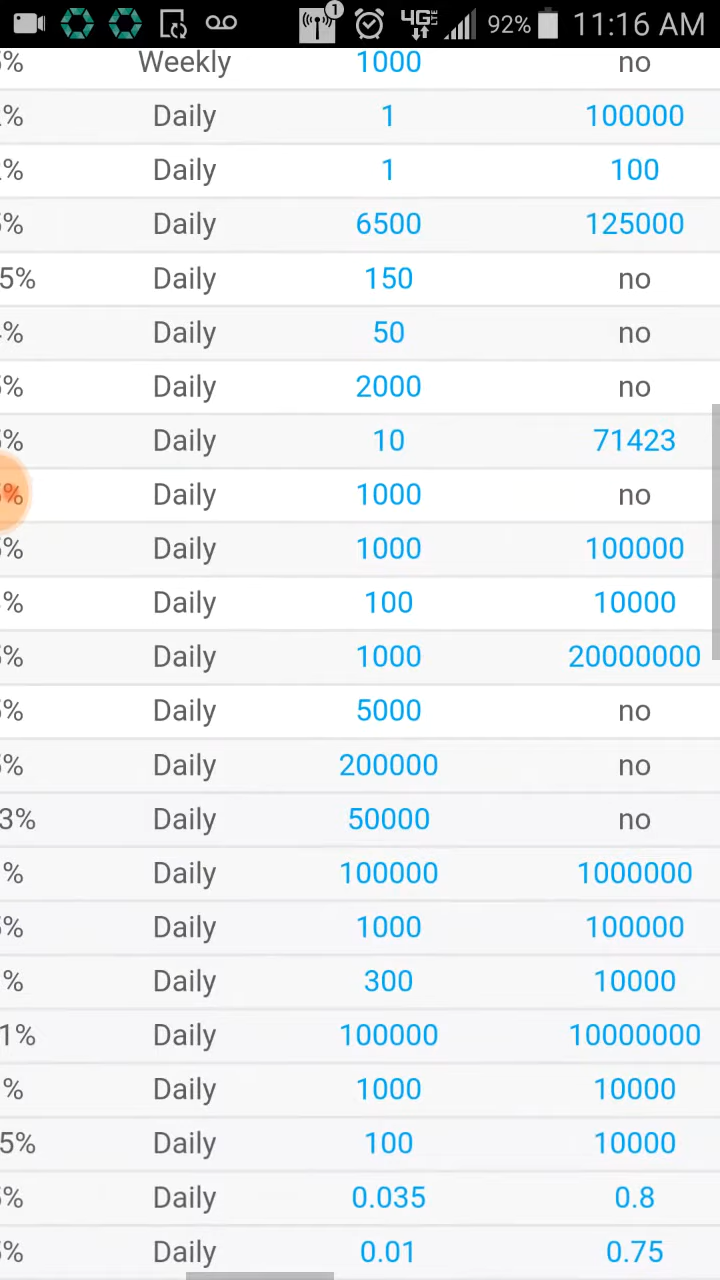 1 4G LTE 92% 11:16 AM
% Weekly 1000 no
% Daily 1 100000
% Daily 1 100
% Daily 6500 125000
5% Daily 150 no
% Daily 50 no
% Daily 2000 no
% Daily 10 71423
% Daily 1000 no
% Daily 1000 100000
% Daily 100 10000
% Daily 1000 20000000
% Daily 5000 no
% Daily 200000 no
3% Daily 50000 no
% Daily 100000 1000000
% Daily 1000 100000
% Daily 300 10000
1% Daily 100000 10000000
% Daily 1000 10000
5% Daily 100 10000
% Daily 0.035 0.8
% Daily 0.01 0.75